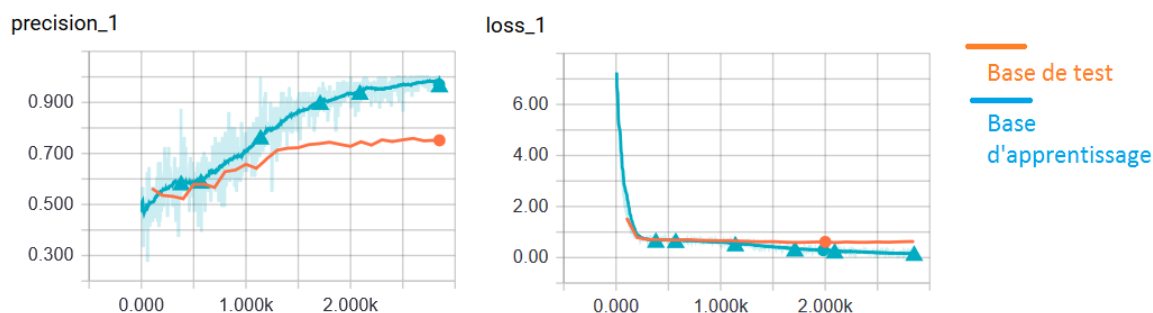 precision_1
0.900
0.700
0.500
0.300
0.000 1.000k 2.000k
loss_1
6.00
4.00
2.00
0.00
0.000 1.000k 2.000k
Base de test
Base
d'apprentissage